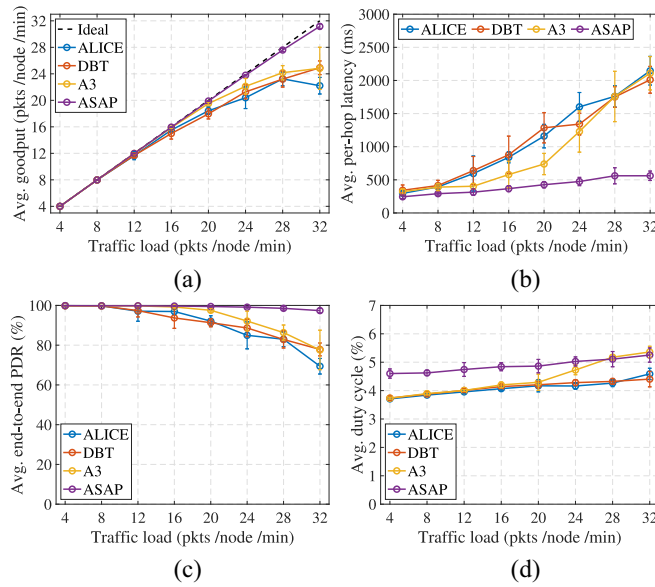 32
28
24
20
16
12
8
4
Avg. goodput (pkts /node /min)
Ideal
ALICE
DBT
A3
ASAP
4 8 12 16 20 24 28 32
Traffic load (pkts /node /min)
(a)
3000
2500
2000
1500
1000
500
0
Avg. per-hop latency (ms)
ALICE DBT A3 ASAP
4 8 12 16 20 24 28 32
Traffic load (pkts /node /min)
(b)
100
80
60
40
20
0
Avg. end-to-end PDR (%)
ALICE
DBT
A3
ASAP
4 8 12 16 20 24 28 32
Traffic load (pkts /node /min)
(c)
7
6
5
4
3
2
1
0
Avg. duty cycle (%)
ALICE
DBT
A3
ASAP
4 8 12 16 20 24 28 32
Traffic load (pkts /node /min)
(d)